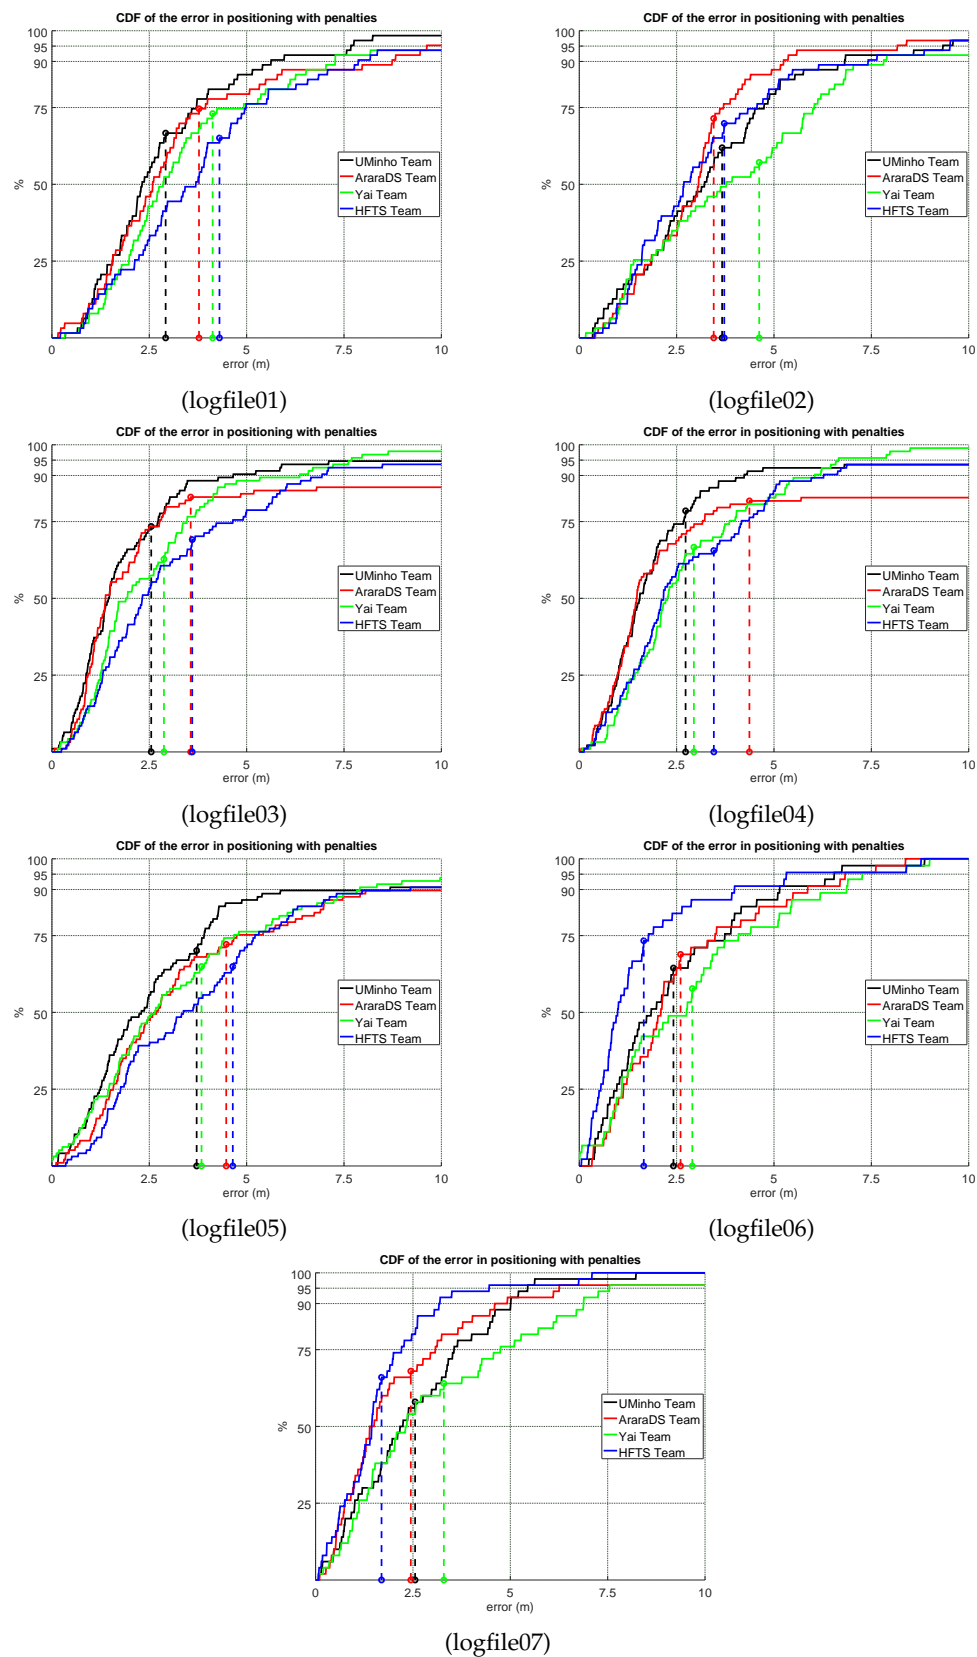 CDF of the error in positioning with penalties
100
95
90
75
50
25
%
0 2.5 5 7.5 10
error (m)
UMinho Team
AraraDS Team
Yai Team
HFTS Team
(logfile01)
CDF of the error in positioning with penalties
100
95
90
75
50
25
%
0 2.5 5 7.5 10
error (m)
UMinho Team
AraraDS Team
Yai Team
HFTS Team
(logfile02)
CDF of the error in positioning with penalties
100
95
90
75
50
25
%
0 2.5 5 7.5 10
error (m)
UMinho Team
AraraDS Team
Yai Team
HFTS Team
(logfile03)
CDF of the error in positioning with penalties
100
95
90
75
50
25
%
0 2.5 5 7.5 10
error (m)
UMinho Team
AraraDS Team
Yai Team
HFTS Team
(logfile04)
CDF of the error in positioning with penalties
100
95
90
75
50
25
%
0 2.5 5 7.5 10
error (m)
UMinho Team
AraraDS Team
Yai Team
HFTS Team
(logfile05)
CDF of the error in positioning with penalties
100
95
90
75
50
25
%
0 2.5 5 7.5 10
error (m)
UMinho Team
AraraDS Team
Yai Team
HFTS Team
(logfile06)
CDF of the error in positioning with penalties
100
95
90
75
50
25
%
0 2.5 5 7.5 10
error (m)
UMinho Team
AraraDS Team
Yai Team
HFTS Team
(logfile07)